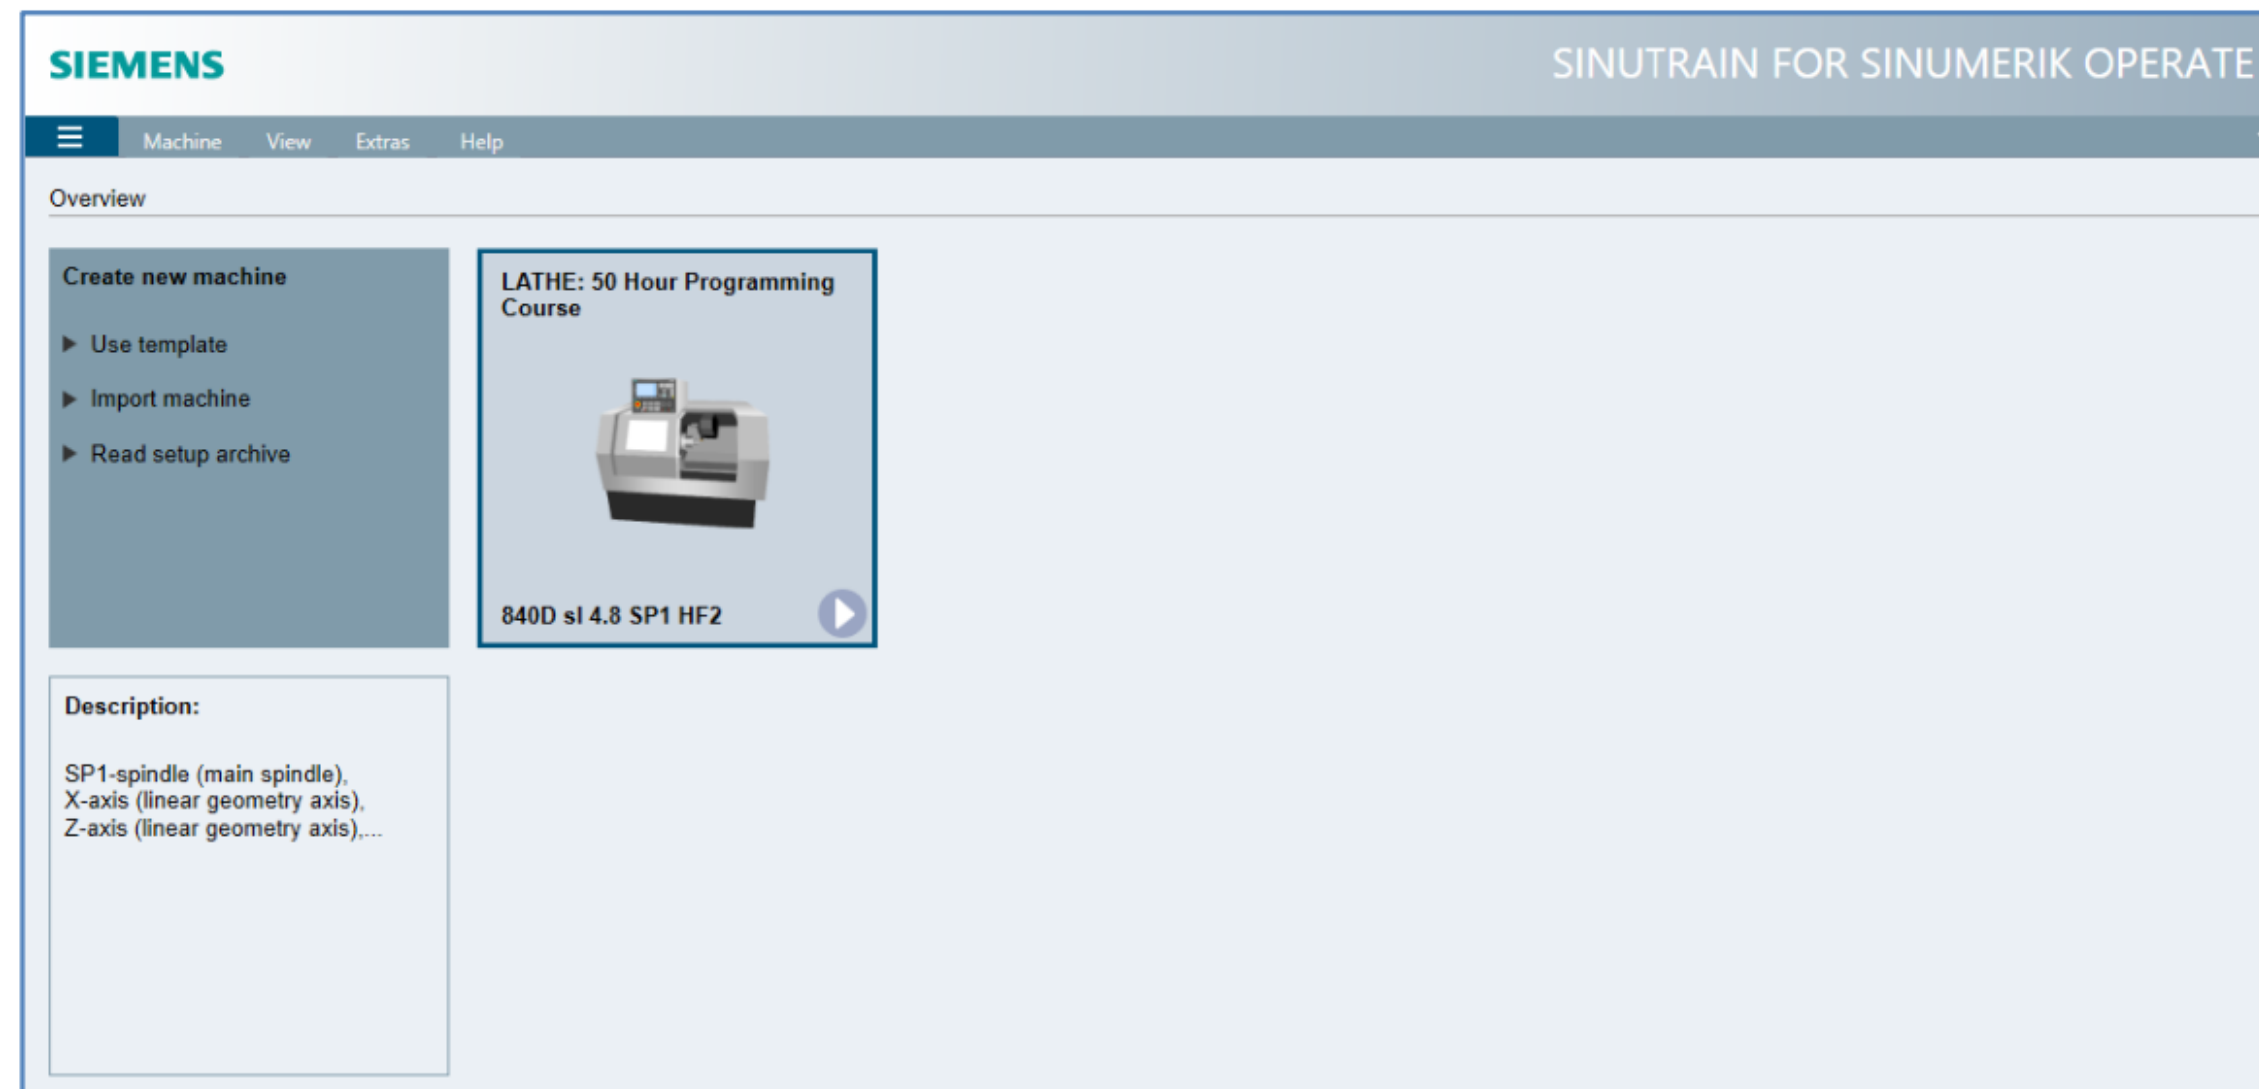 SIEMENS
SINUTRAIN FOR SINUMERIK OPERATE
Machine View Extras Help
Overview
Create new machine
Use template
Import machine
Read setup archive
LATHE: 50 Hour Programming
Course
840D sl 4.8 SP1 HF2
Description:
SP1-spindle (main spindle),
X-axis (linear geometry axis),
Z-axis (linear geometry axis),...